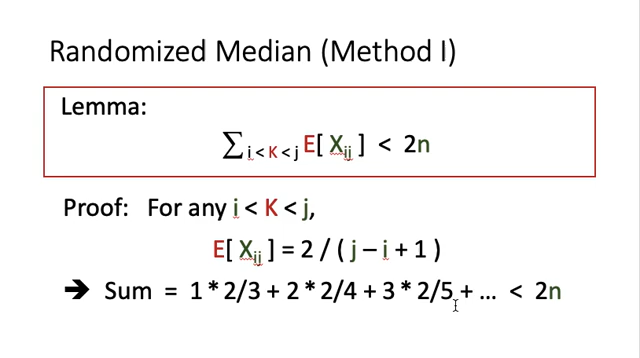 Randomized Median (Method I)
Lemma:
∑i < K < j E[ Xij ] < 2n
Proof: For any i < K < j,
E[ Xij ] = 2 / ( j – i + 1 )
➔ Sum = 1 * 2/3 + 2 * 2/4 + 3 * 2/5 + ... < 2n